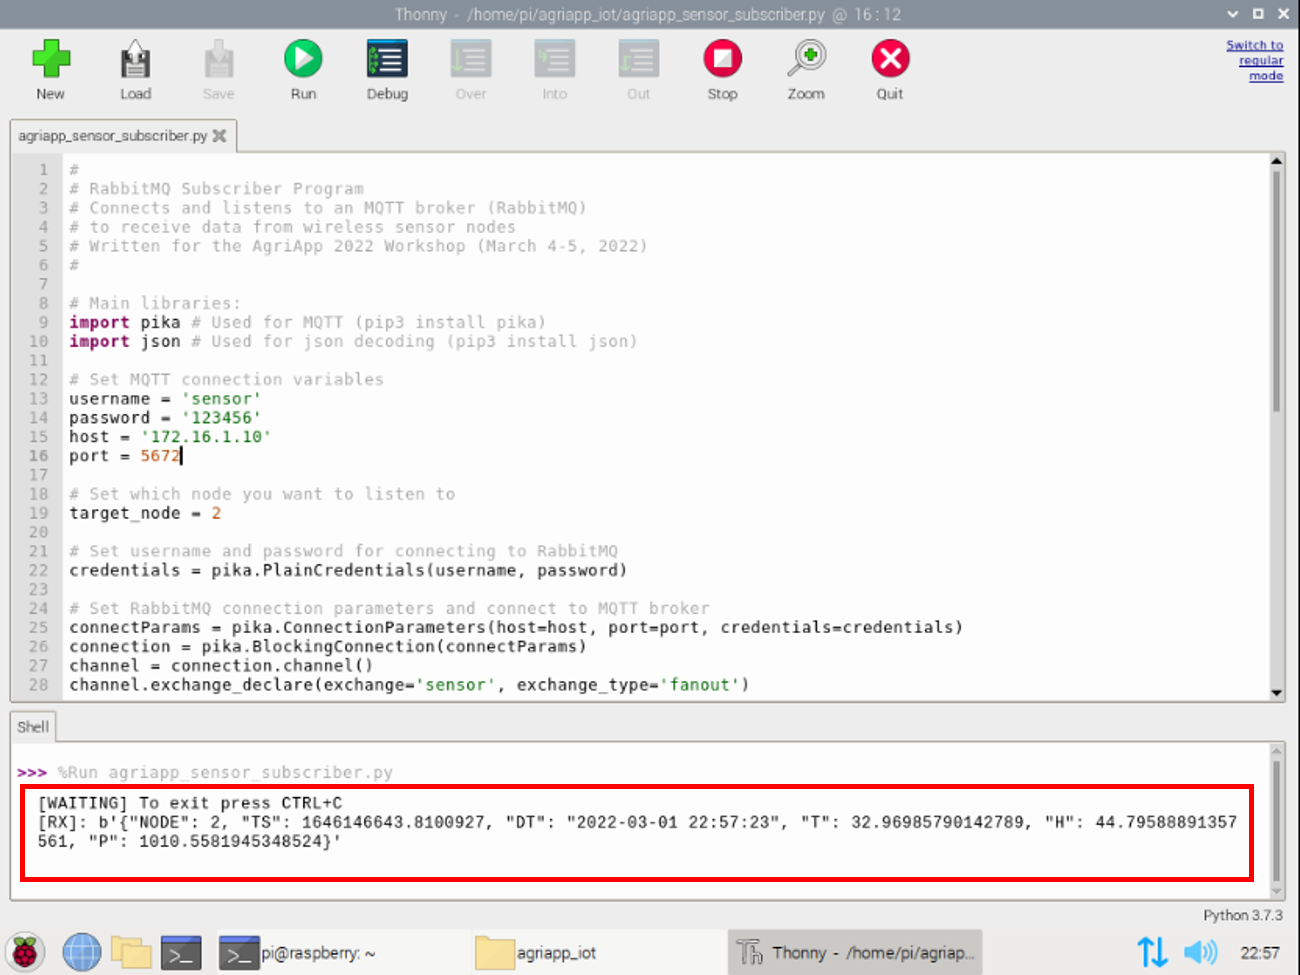 Thonny - /home/pi/agriapp_iot/agriapp_sensor_subscriber.py @ 16 : 12
New Load Save Run Debug Over Into Out Stop Zoom Quit
Switch to
regular
mode
agriapp_sensor_subscriber.py
1 #
2 # RabbitMQ Subscriber Program
3 # Connects and listens to an MQTT broker (RabbitMQ)
4 # to receive data from wireless sensor nodes
5 # Written for the AgriApp 2022 Workshop (March 4-5, 2022)
6 #
7
8 # Main libraries:
9 import pika # Used for MQTT (pip3 install pika)
10 import json # Used for json decoding (pip3 install json)
11
12 # Set MQTT connection variables
13 username = 'sensor'
14 password = '123456'
15 host = '172.16.1.10'
16 port = 5672
17
18 # Set which node you want to listen to
19 target_node = 2
20
21 # Set username and password for connecting to RabbitMQ
22 credentials = pika.PlainCredentials(username, password)
23
24 # Set RabbitMQ connection parameters and connect to MQTT broker
25 connectParams = pika.ConnectionParameters(host=host, port=port, credentials=credentials)
26 connection = pika.BlockingConnection(connectParams)
27 channel = connection.channel()
28 channel.exchange_declare(exchange='sensor', exchange_type='fanout')
Shell
>>> %Run agriapp_sensor_subscriber.py
[WAITING] To exit press CTRL+C
[RX]: b'{"NODE": 2, "TS": 1646146643.8100927, "DT": "2022-03-01 22:57:23", "T": 32.96985790142789, "H": 44.79588891357
561, "P": 1010.5581945348524}'
Python 3.7.3
pi@raspberry: ~ agriapp_iot Th Thonny - /home/pi/agriap... 22:57